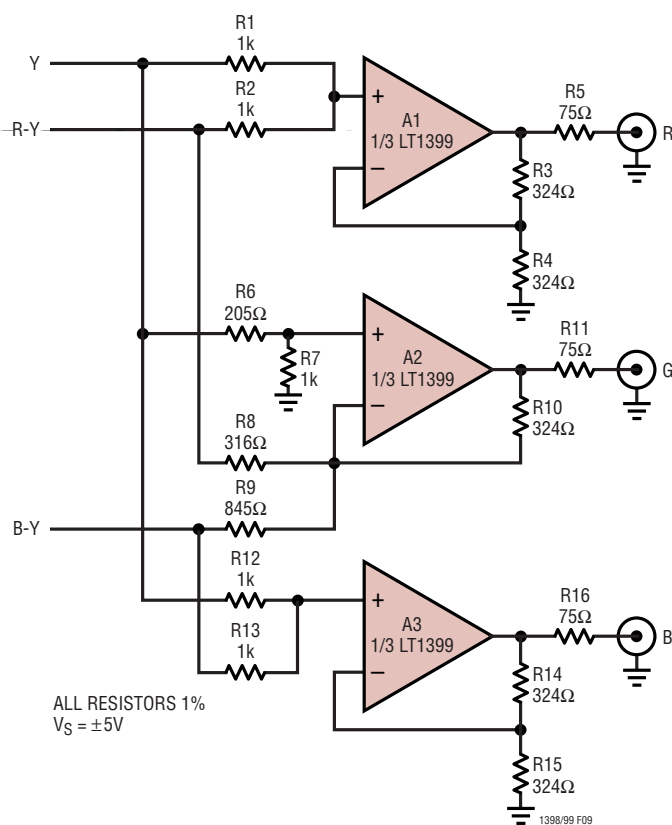 R1
1k
Y
R2
1k
R-Y
+
A1
1/3 LT1399
–
R5
75Ω
R
R3
324Ω
R4
324Ω
R6
205Ω
R7
1k
+
A2
1/3 LT1399
–
R11
75Ω
G
R10
324Ω
R8
316Ω
R9
845Ω
B-Y
R12
1k
R13
1k
+
A3
1/3 LT1399
–
R16
75Ω
B
R14
324Ω
R15
324Ω
ALL RESISTORS 1%
VS = ±5V
1398/99 F09